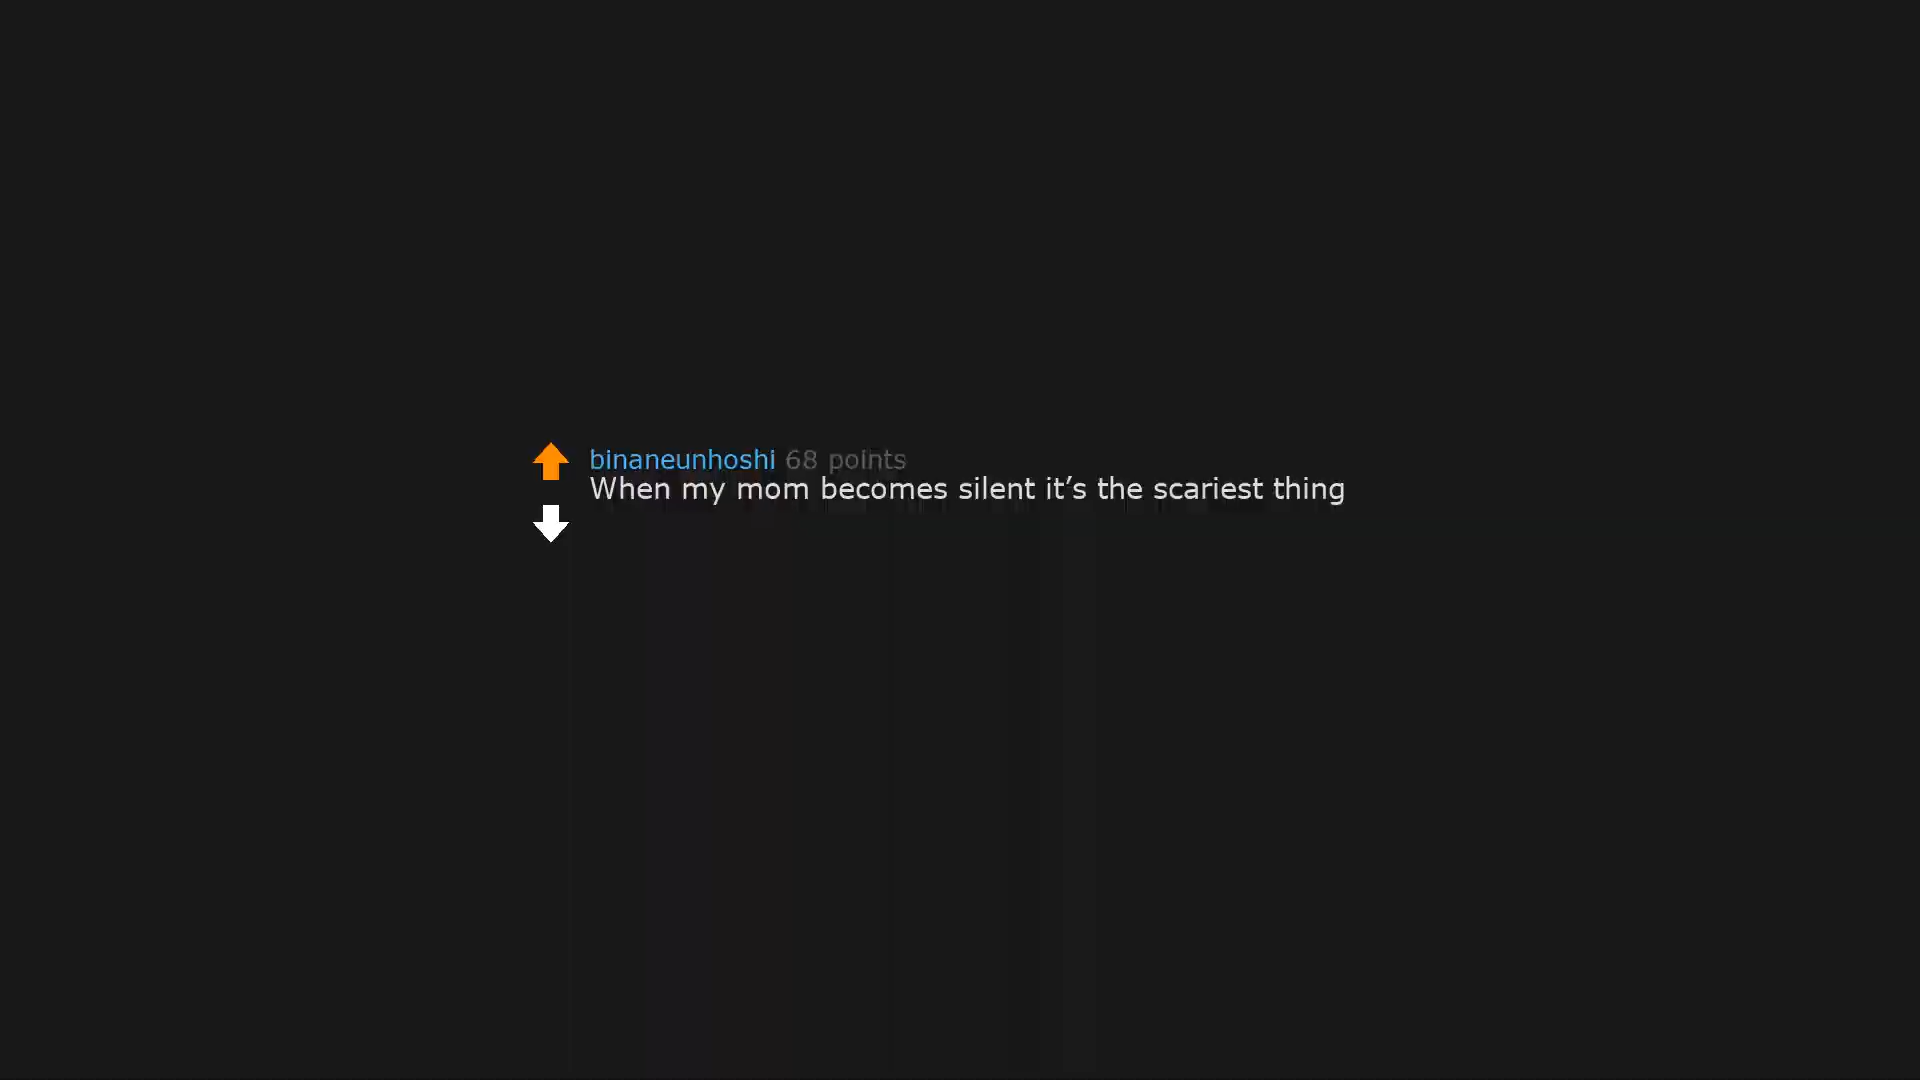 binaneunhoshi 68 points
When my mom becomes silent it’s the scariest thing